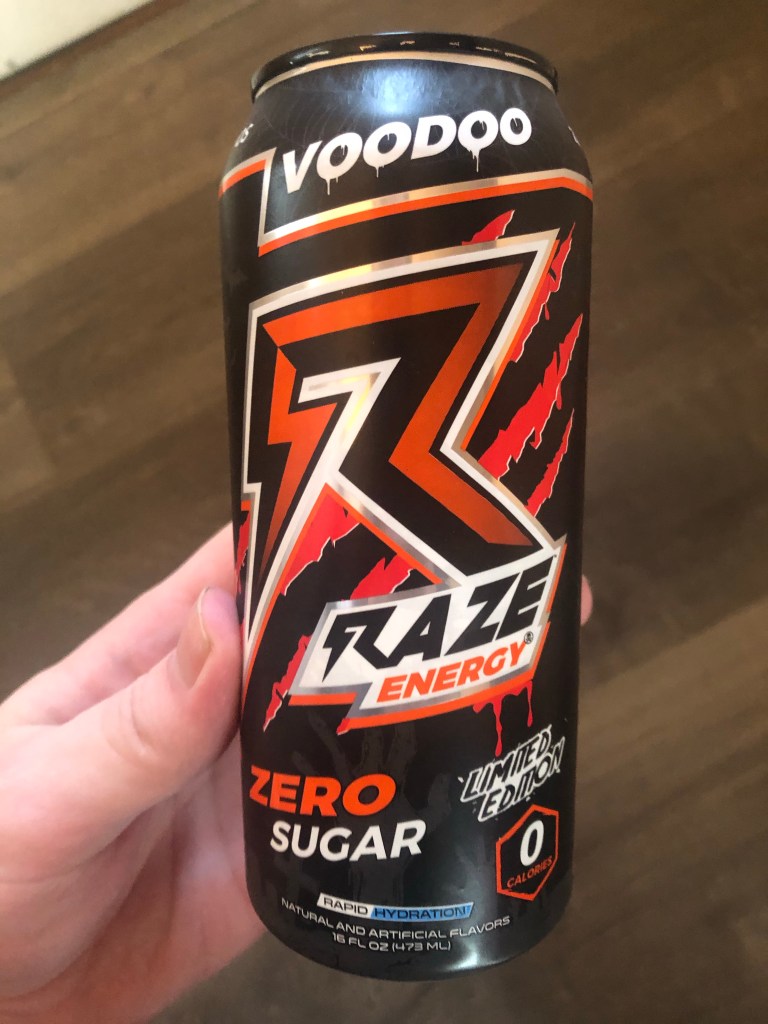 VOODOO
RAZE
ENERGY®
ZERO
SUGAR
LIMITED
EDITION
0
CALORIES
RAPID HYDRATION
NATURAL AND ARTIFICIAL FLAVORS
16 FL OZ (473 ML)